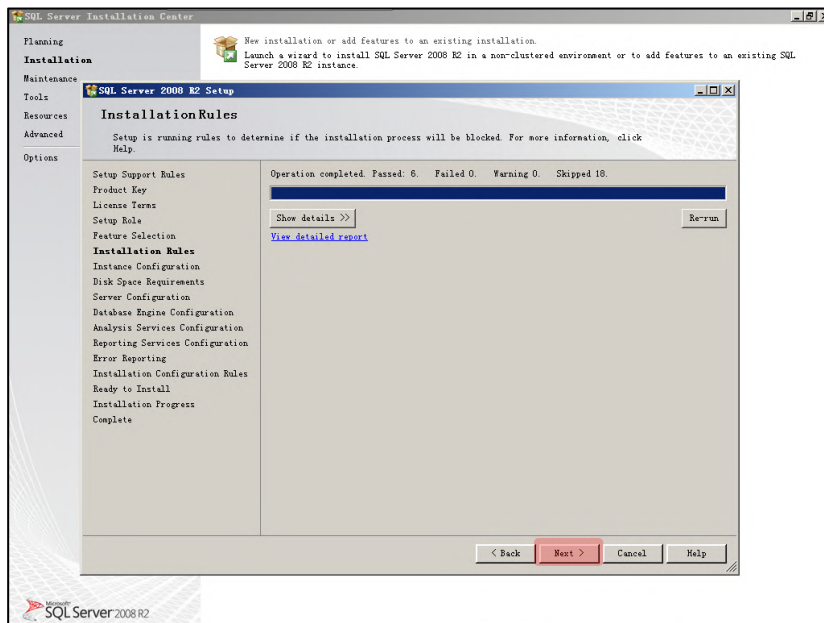 SQL Server Installation Center
Planning
Installation
Maintenance
Tools
Resources
Advanced
Options
New installation or add features to an existing installation.
Launch a wizard to install SQL Server 2008 R2 in a non-clustered environment or to add features to an existing SQL
Server 2008 R2 instance.
SQL Server 2008 R2 Setup
InstallationRules
Setup is running rules to determine if the installation process will be blocked. For more information, click
Help.
Setup Support Rules
Product Key
License Terms
Setup Role
Feature Selection
Installation Rules
Instance Configuration
Disk Space Requirements
Server Configuration
Database Engine Configuration
Analysis Services Configuration
Reporting Services Configuration
Error Reporting
Installation Configuration Rules
Ready to Install
Installation Progress
Complete
Operation completed. Passed: 6. Failed 0. Warning 0. Skipped 18.
Show details >>
Re-run
View detailed report
< Back
Next >
Cancel
Help
Microsoft
SQL Server 2008 R2